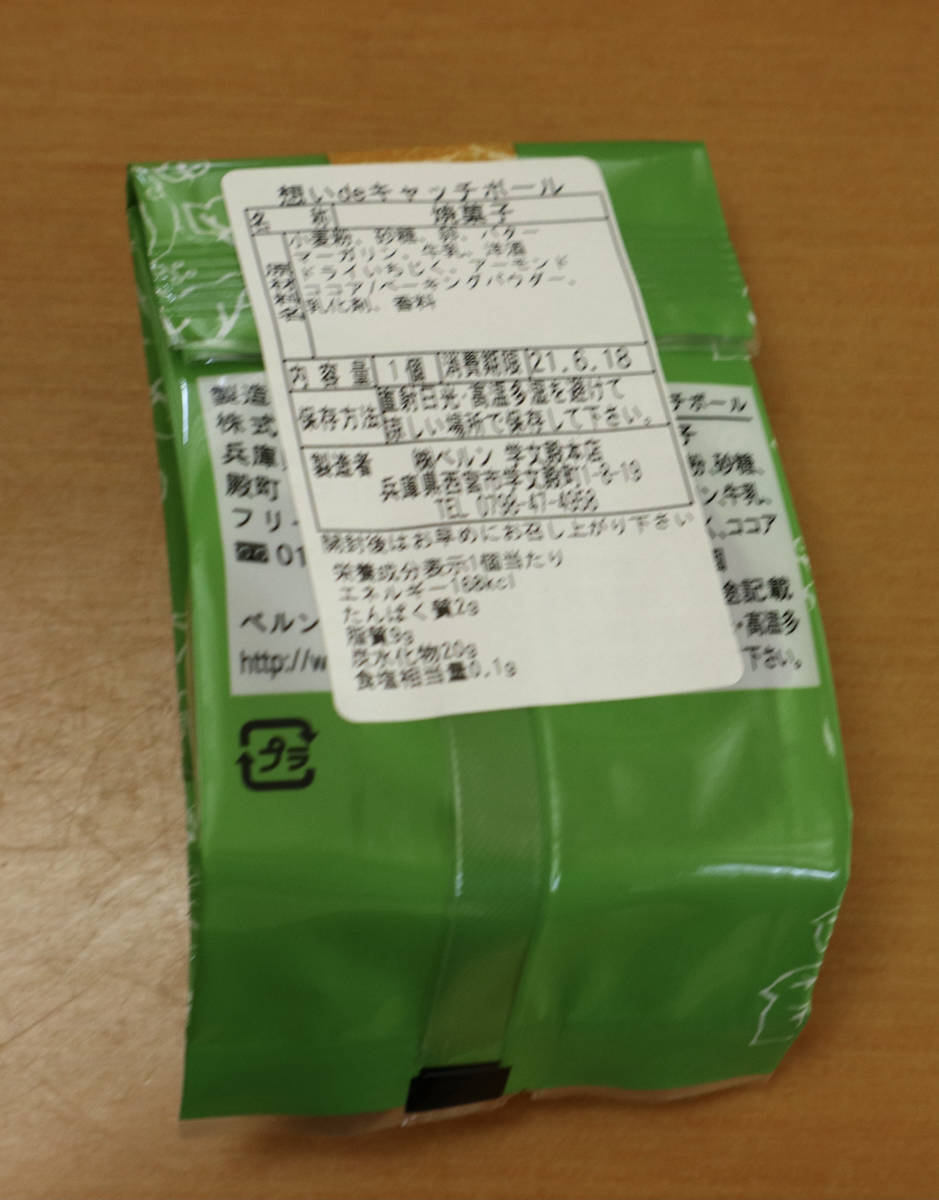 想いdeキャッチボール
名 称 焼菓子
原材料名
小麦粉、砂糖、卵、バター
マーガリン、牛乳、洋酒
ドライいちじく、アーモンド
ココア/ベーキングパウダー、
乳化剤、香料
内容量 1個 消費期限 21.6.18
保存方法 直射日光・高温多湿を避けて
涼しい場所で保存して下さい。
製造者 ㈱ベルン 学文殿本店
兵庫県西宮市学文殿町1-8-19
TEL 0798-47-4958
開封後はお早めにお召し上がり下さい
栄養成分表示1個当たり
エネルギー168kcl
たんぱく質2g
脂質9g
炭水化物20g
食塩相当量0.1g
製造
株式
兵庫
殿町
フリー
01
ベルン
http://w
チボール
子
粉、砂糖、
ン、牛乳、
く、ココア
途記載
・高温多
下さい。
プラ